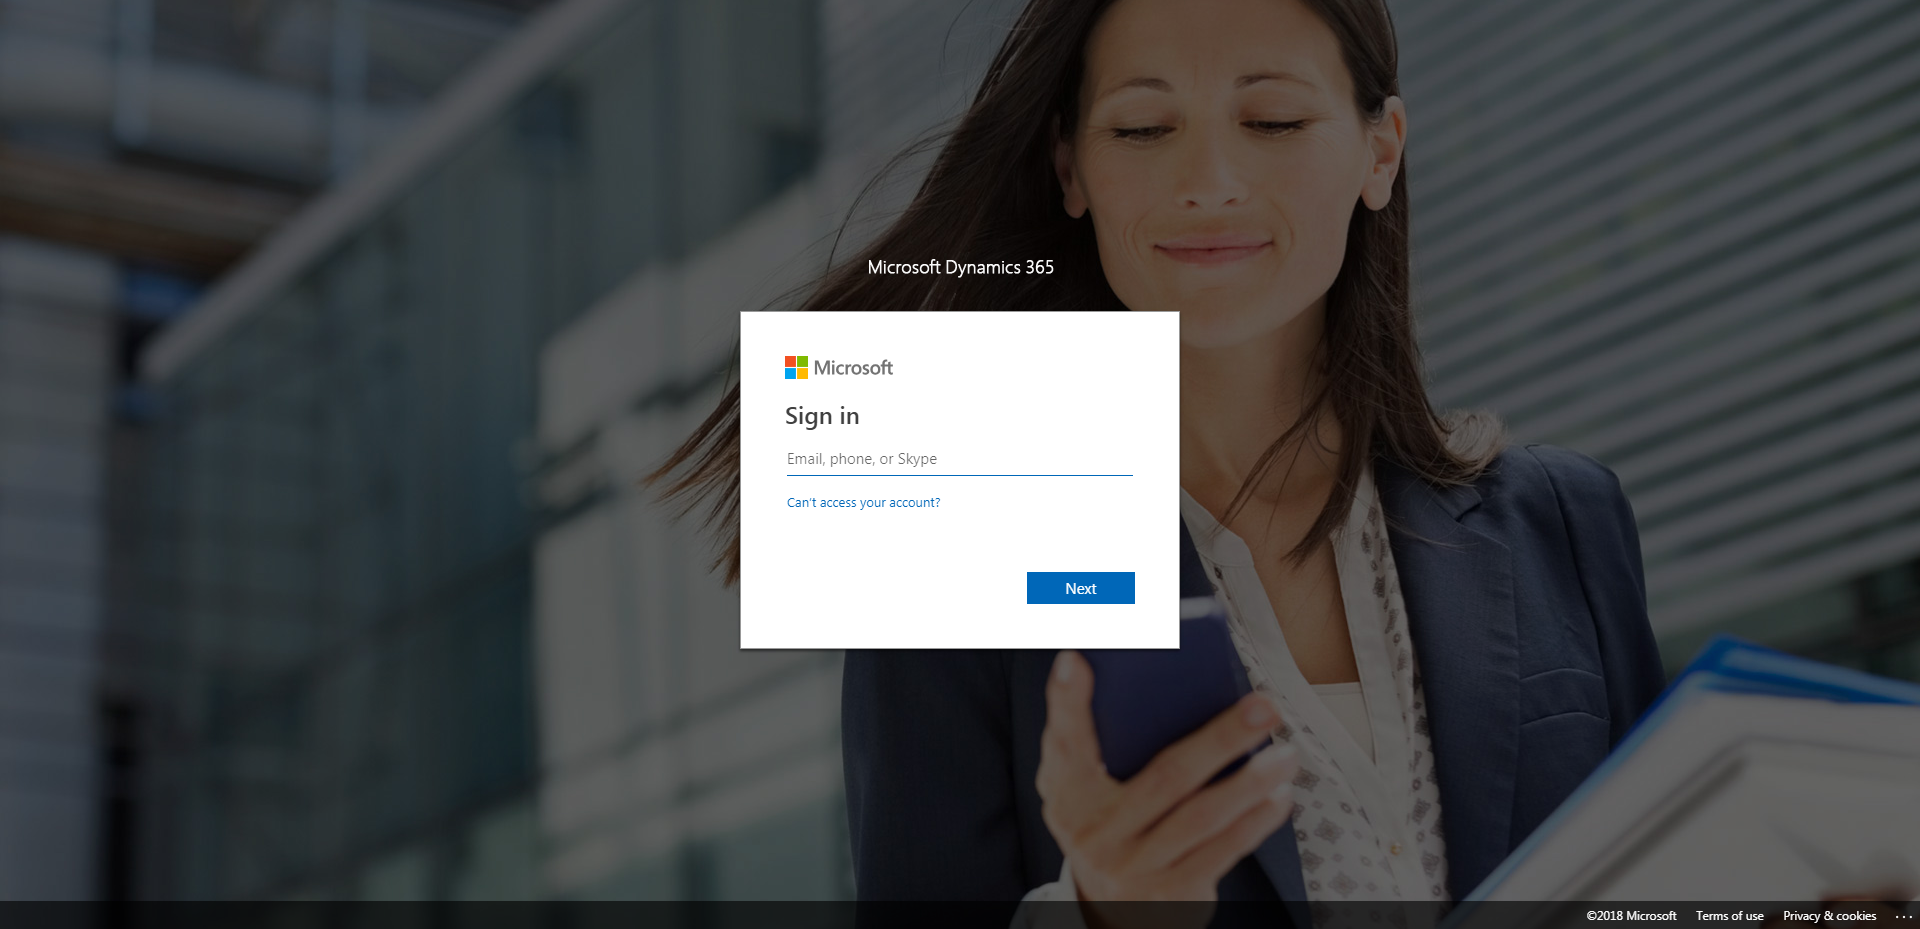 Microsoft Dynamics 365
Microsoft
Sign in
Email, phone, or Skype
Can't access your account?
Next
©2018 Microsoft Terms of use Privacy & cookies ...